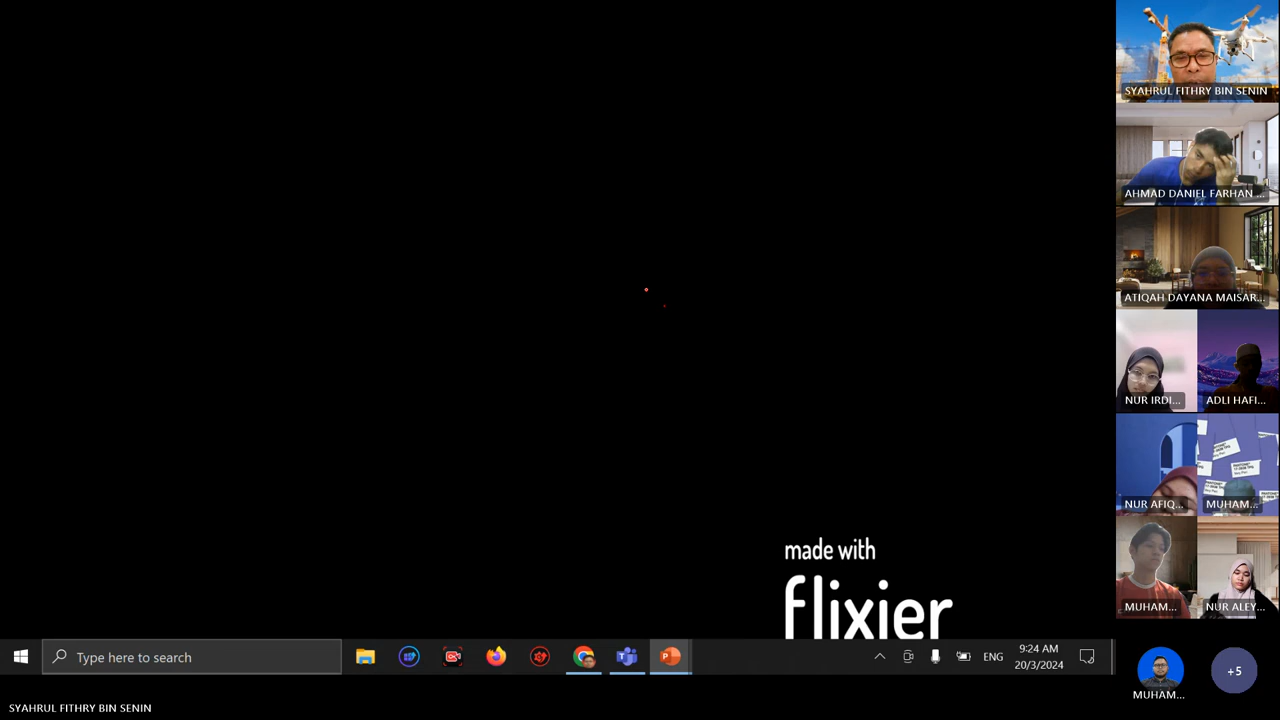 SYAHRUL FITHRY BIN SENIN
AHMAD DANIEL FARHAN ...
ATIQAH DAYANA MAISAR...
NUR IRDI...
ADLI HAFI...
NUR AFIQ...
MUHAM...
MUHAM...
NUR ALEY...
made with
flixier
Type here to search
ENG
9:24 AM
20/3/2024
MUHAM...
+5
SYAHRUL FITHRY BIN SENIN